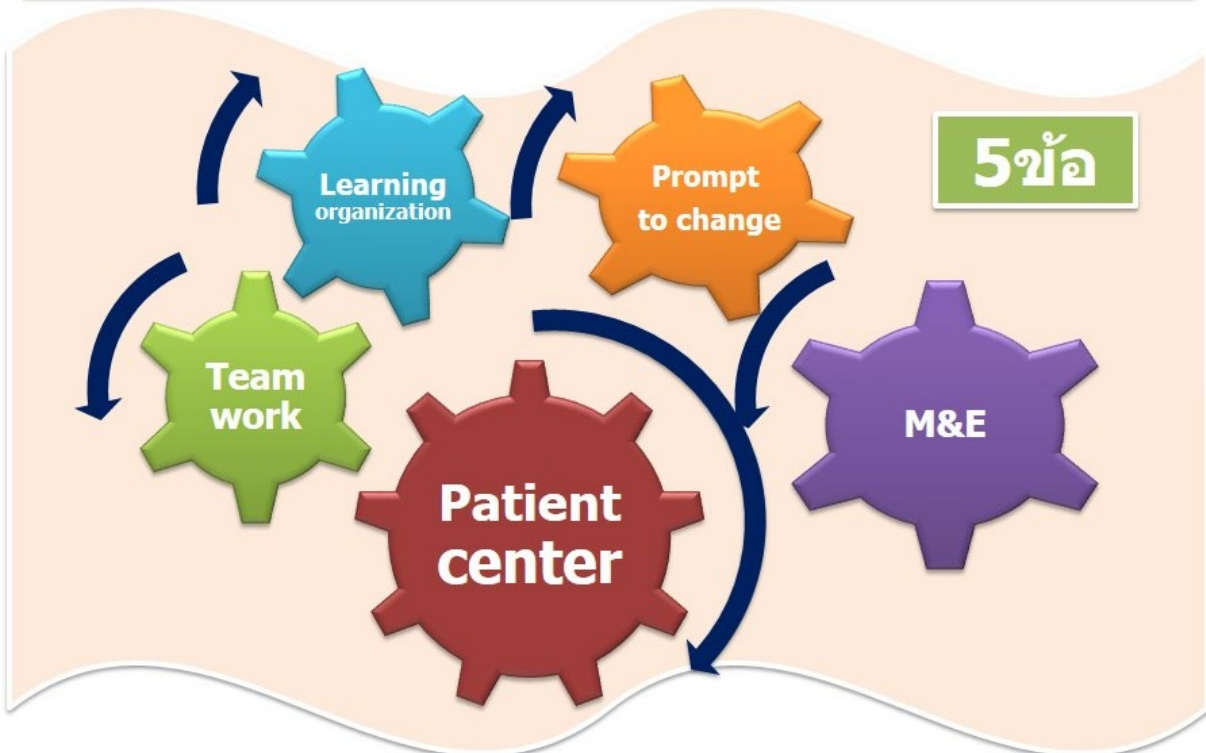 Learning
organization
Prompt
to change
5ข้อ
Team
work
Patient
center
M&E